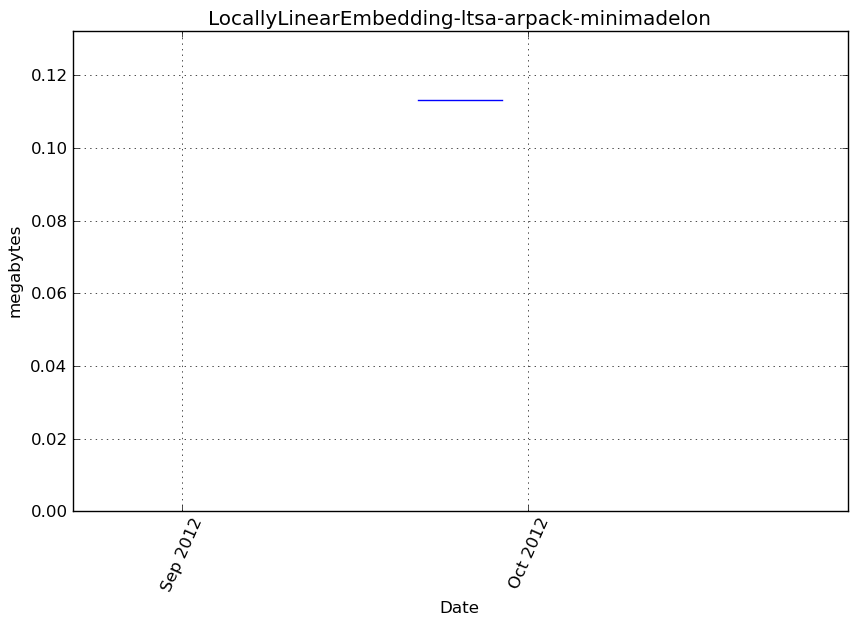 LocallyLinearEmbedding-ltsa-arpack-minimadelon
megabytes
0.12
0.10
0.08
0.06
0.04
0.02
0.00
Sep 2012
Oct 2012
Date